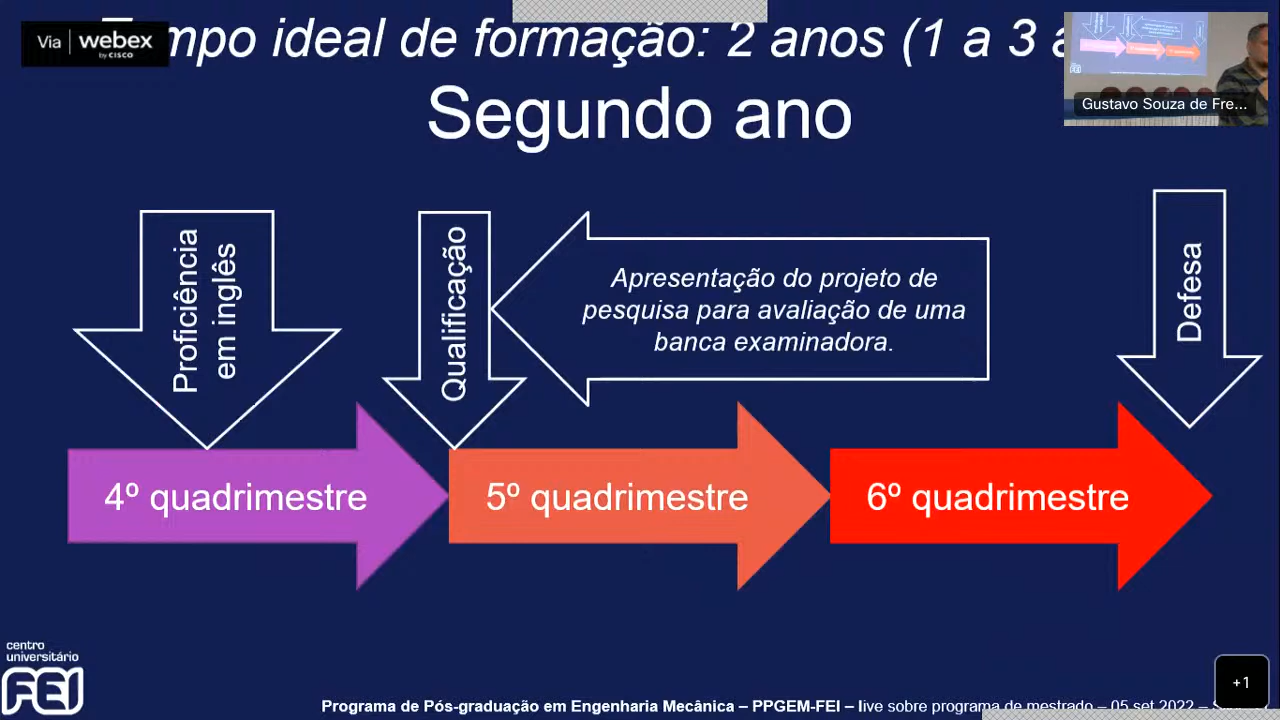 mpo ideal de formação: 2 anos (1 a 3 a
Via webex
by CISCO
Segundo ano
Gustavo Souza de Fre...
Proficiência
em inglês
Qualificação
Apresentação do projeto de
pesquisa para avaliação de uma
banca examinadora.
Defesa
4º quadrimestre
5º quadrimestre
6º quadrimestre
centro
universitário
FEI
+1
Programa de Pós-graduação em Engenharia Mecânica – PPGEM-FEI – live sobre programa de mestrado – 05 set 2022 –